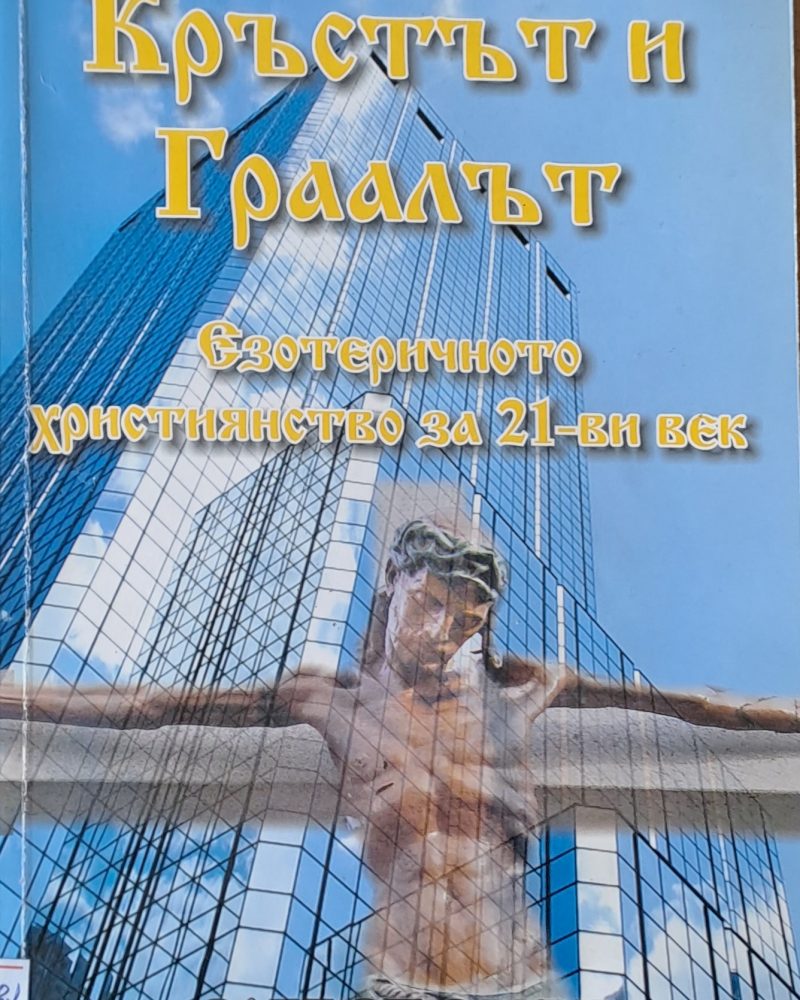 Кръстът и
Граалът
Езотеричното
християнство за 21-ви век